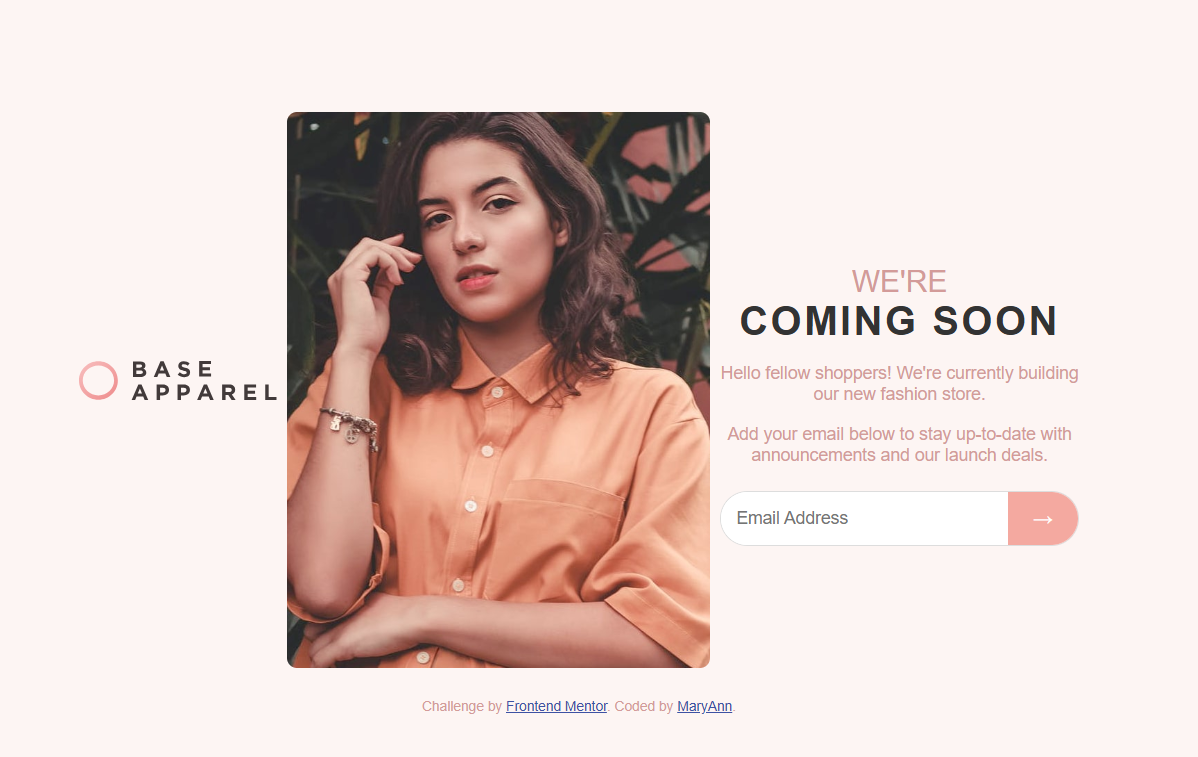 BASE
APPAREL
WE'RE
COMING SOON
Hello fellow shoppers! We're currently building
our new fashion store.
Add your email below to stay up-to-date with
announcements and our launch deals.
Email Address
→
Challenge by Frontend Mentor. Coded by MaryAnn.